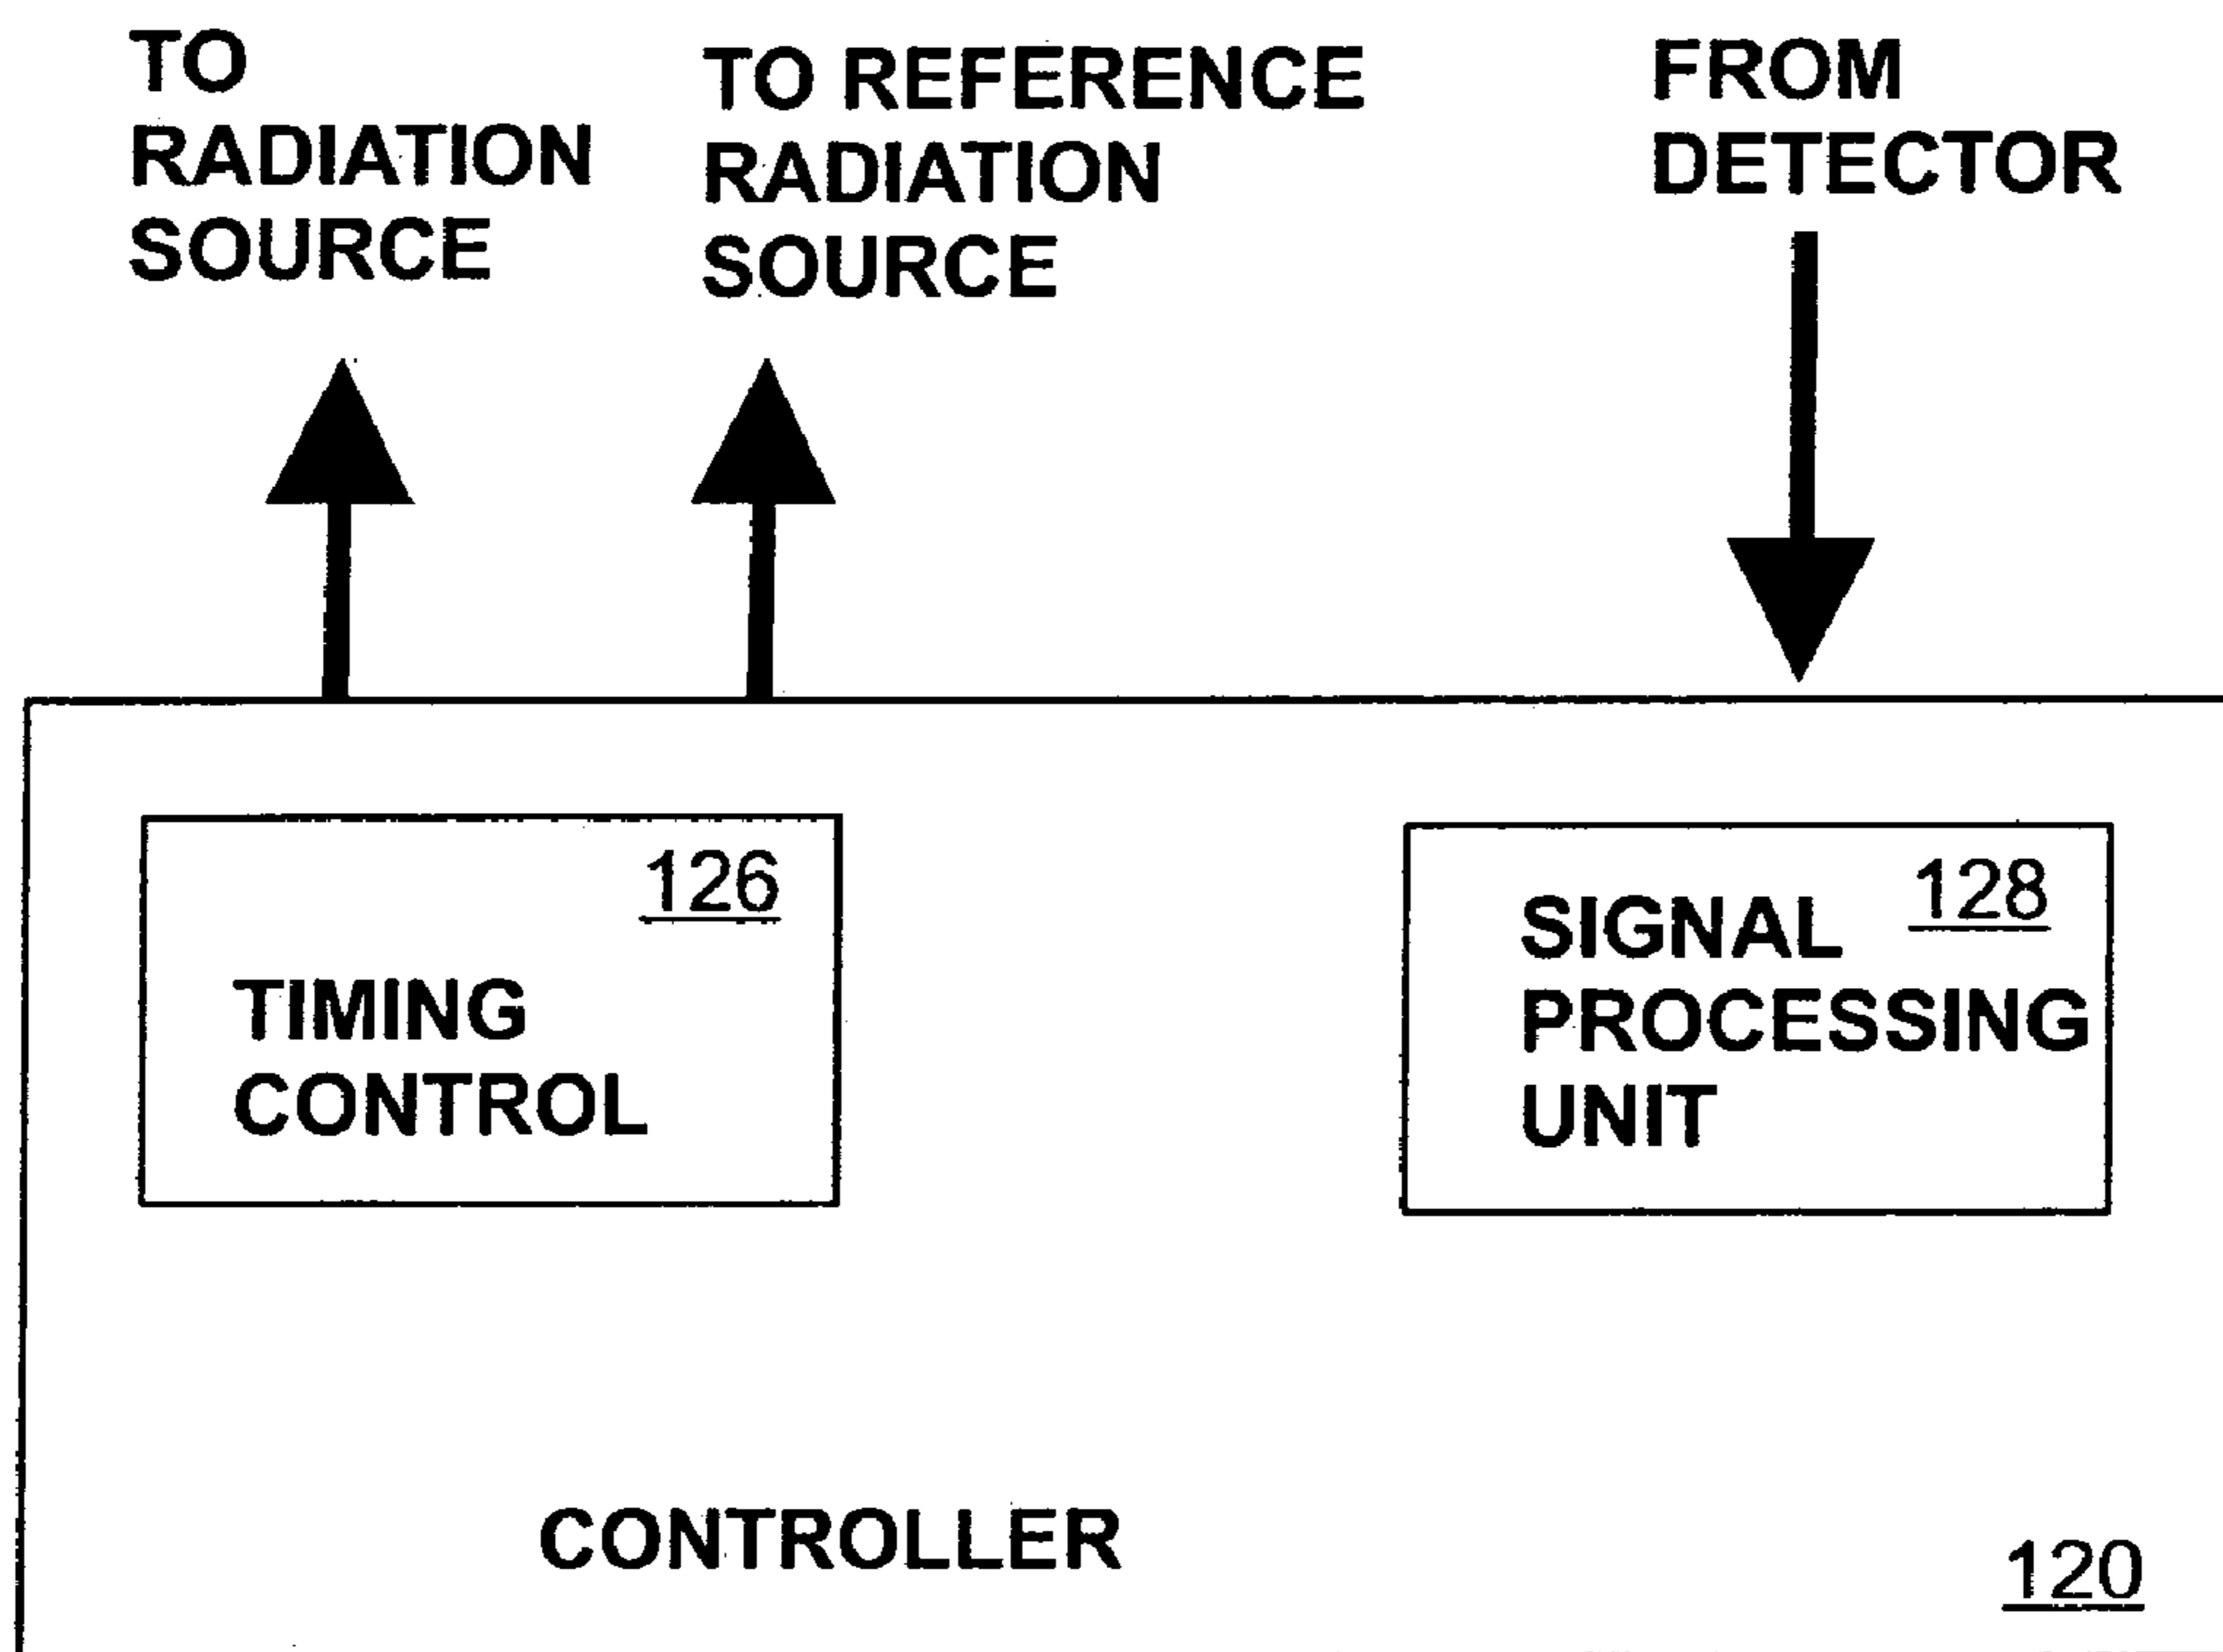 TO
RADIATION
SOURCE
TO REFERENCE
RADIATION
SOURCE
FROM
DETECTOR
126
TIMING
CONTROL
128
SIGNAL
PROCESSING
UNIT
CONTROLLER
120